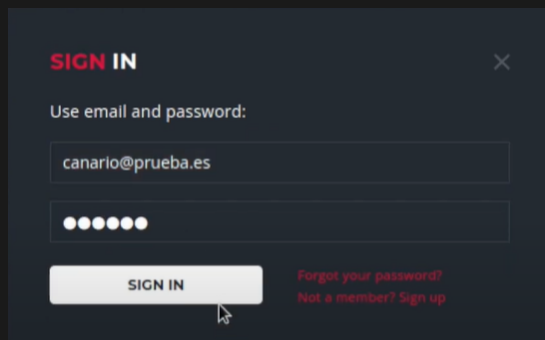 SIGN IN
Use email and password:
canario@prueba.es
●●●●●●
SIGN IN
Forgot your password?
Not a member? Sign up